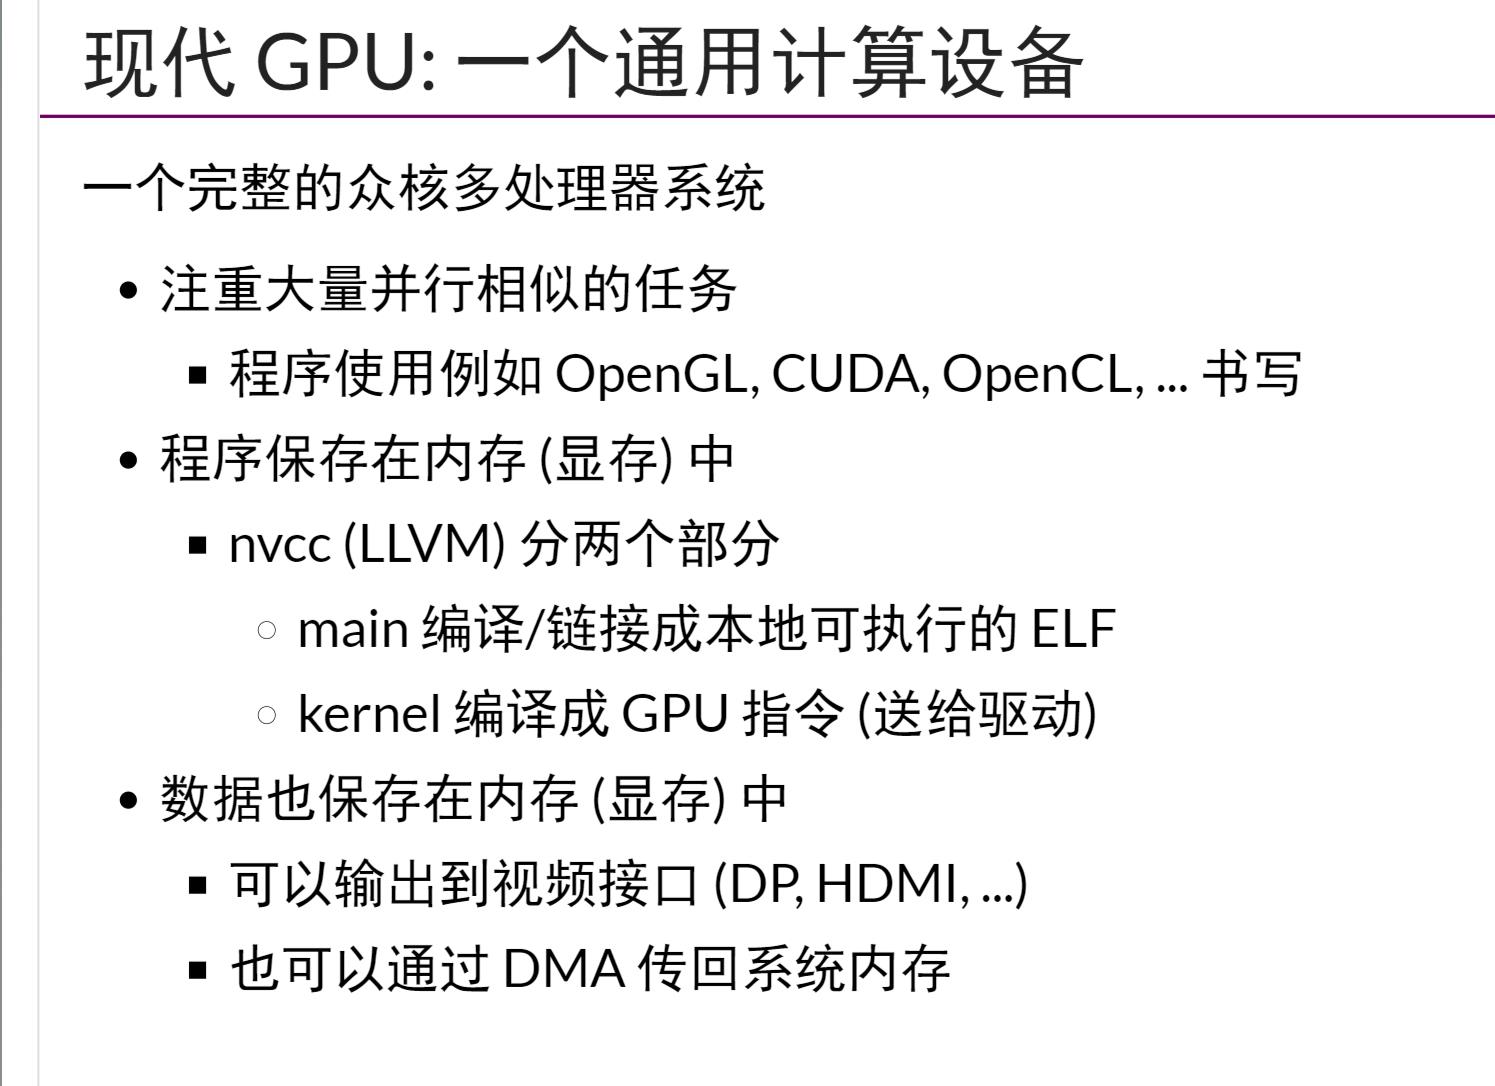 现代 GPU: 一个通用计算设备
一个完整的众核多处理器系统
注重大量并行相似的任务
程序使用例如 OpenGL, CUDA, OpenCL, ... 书写
程序保存在内存 (显存) 中
nvcc (LLVM) 分两个部分
main 编译/链接成本地可执行的 ELF
kernel 编译成 GPU 指令 (送给驱动)
数据也保存在内存 (显存) 中
可以输出到视频接口 (DP, HDMI, ...)
也可以通过 DMA 传回系统内存